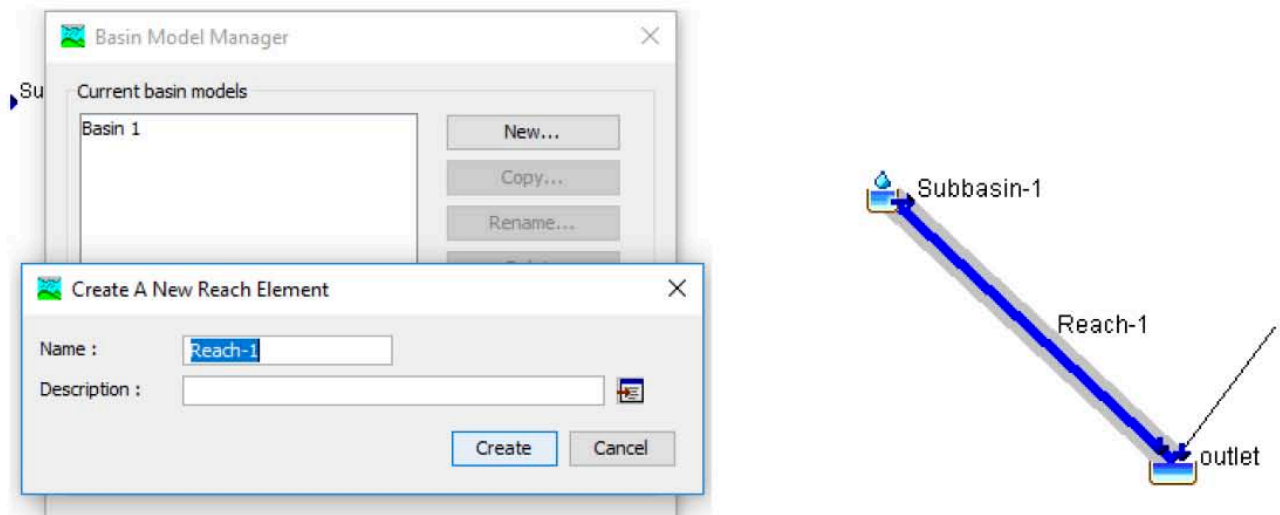 Basin Model Manager
Su
Current basin models
Basin 1
New...
Copy...
Rename...
Create A New Reach Element
Name :
Reach-1
Description :
Create
Cancel
Subbasin-1
Reach-1
outlet